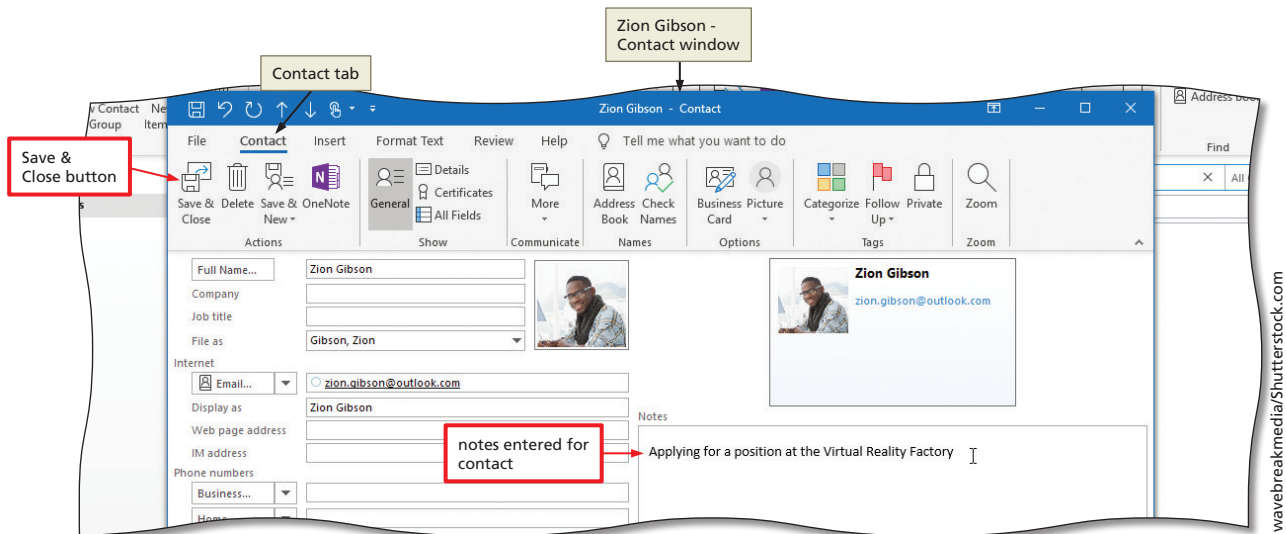 Zion Gibson -
Contact window
Contact tab
v Contact Ne
Group Item
Zion Gibson - Contact
Address Boo
File Contact Insert Format Text Review Help Tell me what you want to do
Find
Save &
Close button
Save &
Close
Delete
Save &
New
OneNote
General
Details
Certificates
All Fields
More
Address
Book
Check
Names
Business
Card
Picture
Categorize
Follow
Up
Private
Zoom
Actions Show Communicate Names Options Tags Zoom
All
s
Full Name... Zion Gibson
Company
Job title
File as Gibson, Zion
Internet
Email... zion.gibson@outlook.com
Display as Zion Gibson
Web page address
IM address
Phone numbers
Business...
Home...
Zion Gibson
zion.gibson@outlook.com
Notes
notes entered for
contact
Applying for a position at the Virtual Reality Factory
wavebreakmedia/Shutterstock.com